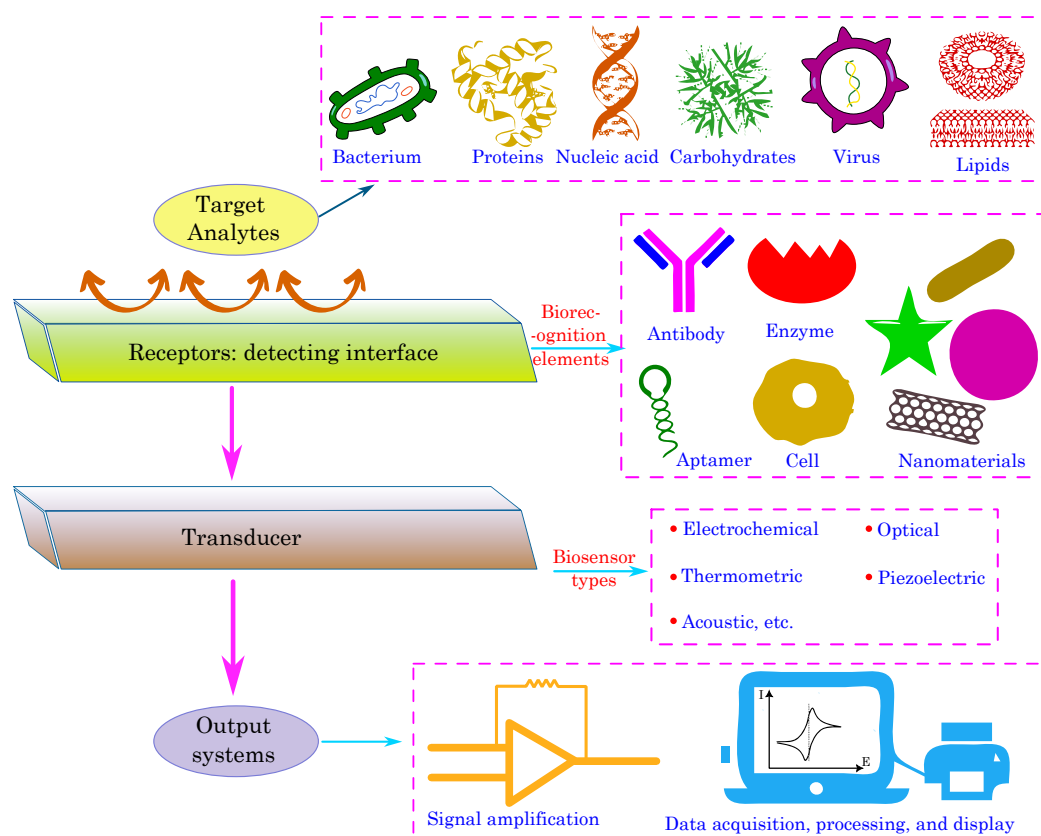 Bacterium
Proteins
Nucleic acid
Carbohydrates
Virus
Lipids
Target
Analytes
Receptors: detecting interface
Biorec-
-ognition
elements
Antibody
Enzyme
Aptamer
Cell
Nanomaterials
Transducer
Biosensor
types
• Electrochemical
• Optical
• Thermometric
• Piezoelectric
• Acoustic, etc.
Output
systems
I
E
Signal amplification
Data acquisition, processing, and display